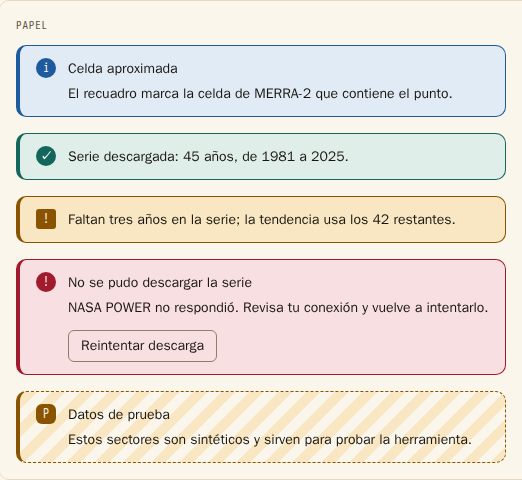 PAPEL
i Celda aproximada
El recuadro marca la celda de MERRA-2 que contiene el punto.
✓ Serie descargada: 45 años, de 1981 a 2025.
! Faltan tres años en la serie; la tendencia usa los 42 restantes.
! No se pudo descargar la serie
NASA POWER no respondió. Revisa tu conexión y vuelve a intentarlo.
Reintentar descarga
P Datos de prueba
Estos sectores son sintéticos y sirven para probar la herramienta.